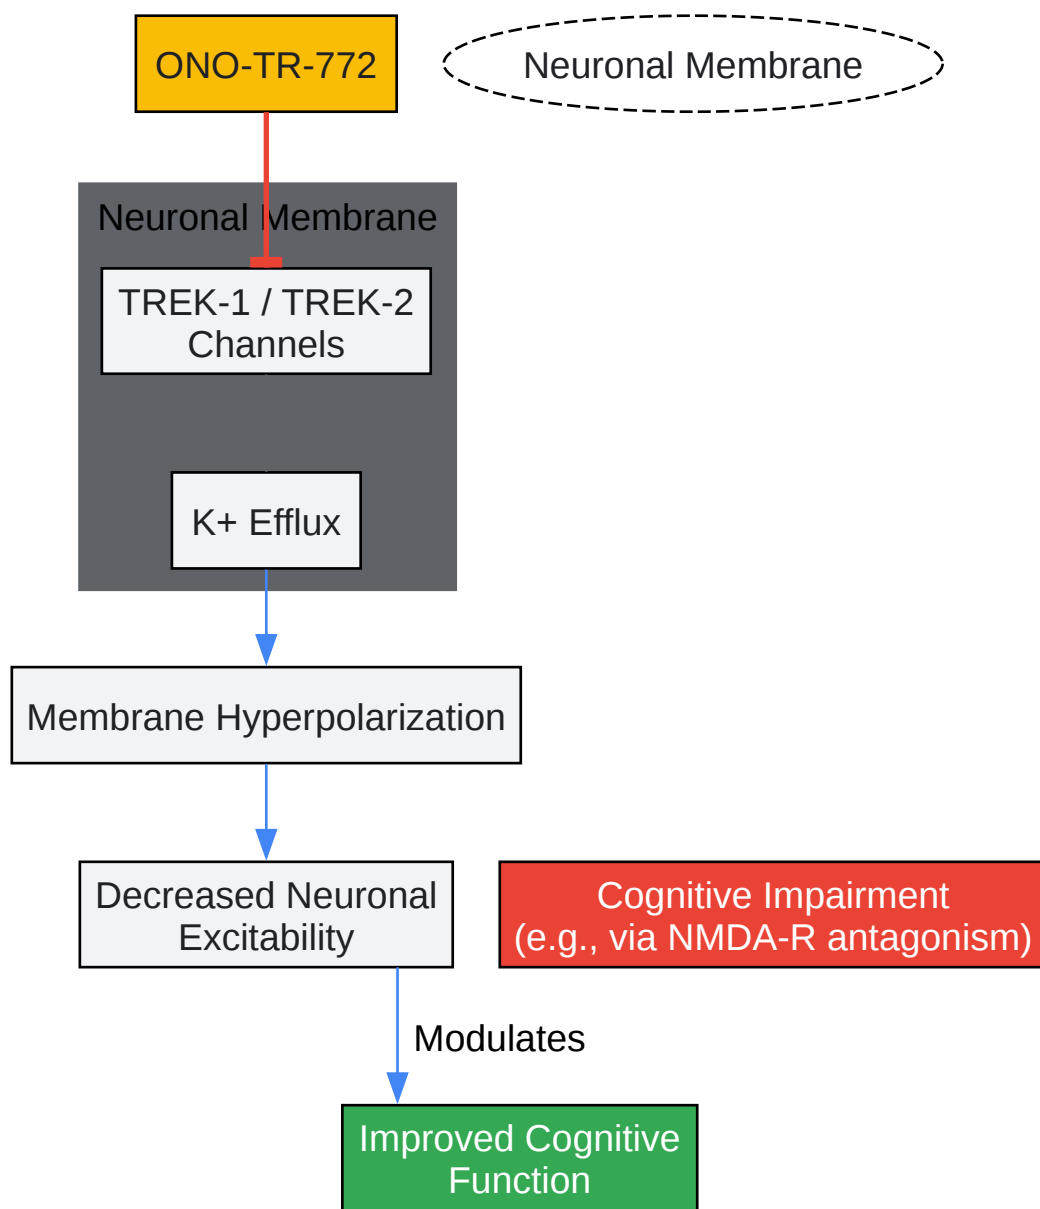 ONO-TR-772
Neuronal Membrane
Neuronal Membrane
TREK-1 / TREK-2
Channels
K+ Efflux
Membrane Hyperpolarization
Decreased Neuronal
Excitability
Cognitive Impairment
(e.g., via NMDA-R antagonism)
Modulates
Improved Cognitive
Function